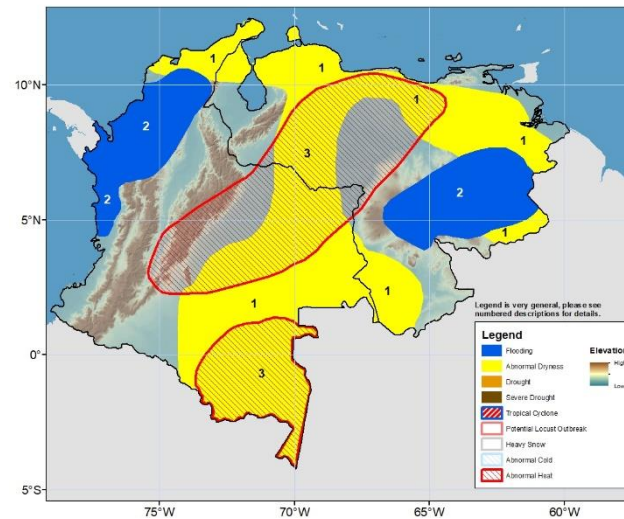 10°N
5°N
0°
5°S
75°W
70°W
65°W
60°W
1
1
1
2
3
1
2
2
1
1
1
3
Legend is very general, please see
numbered descriptions for details.
Legend
Flooding
Abnormal Dryness
Drought
Severe Drought
Tropical Cyclone
Potential Locust Outbreak
Heavy Snow
Abnormal Cold
Abnormal Heat
Elevation
High
Low